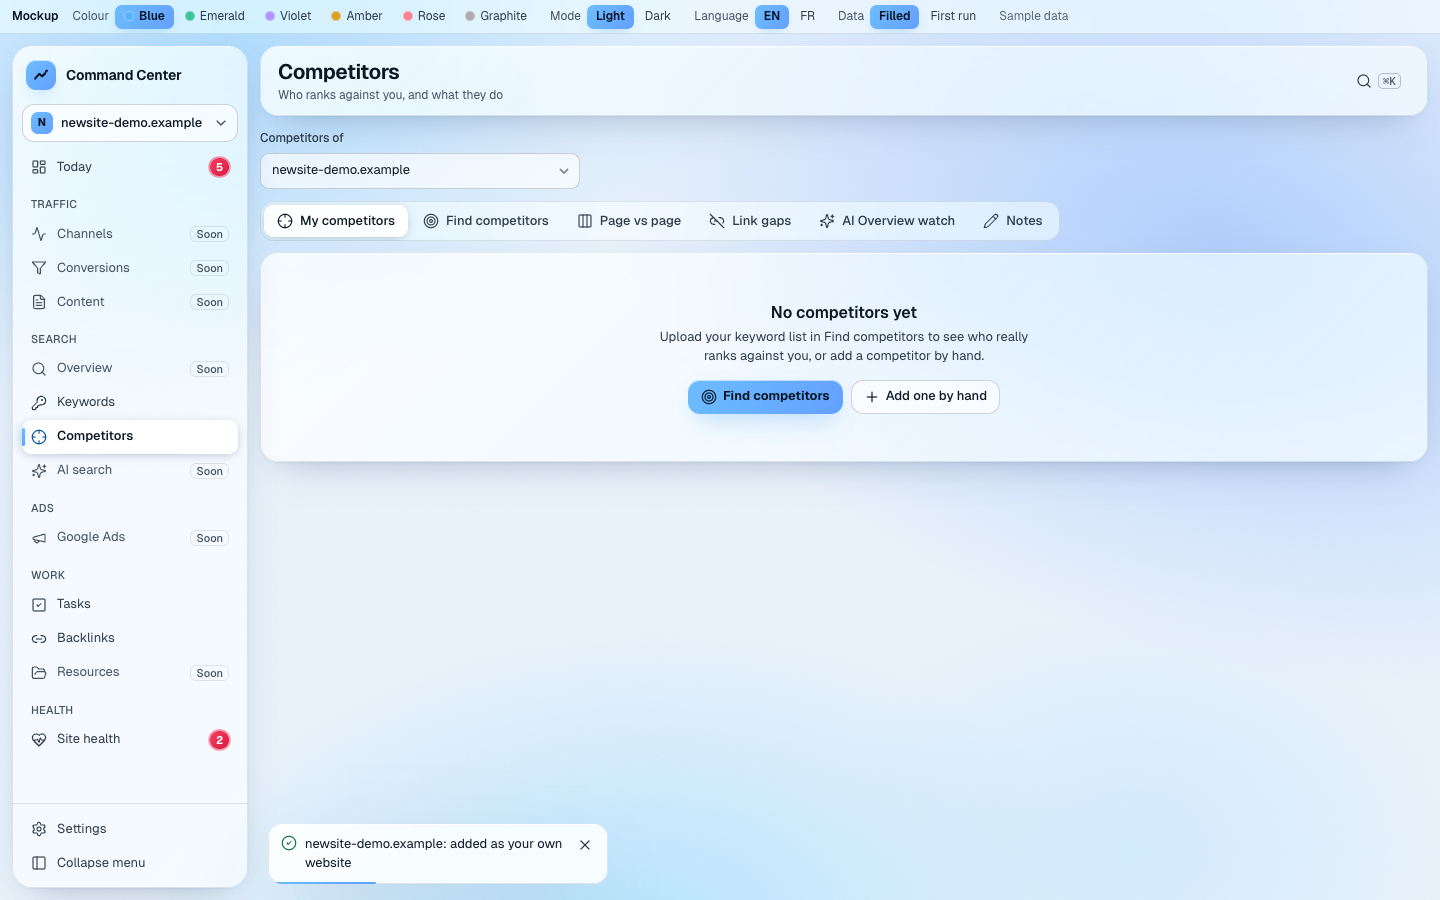 Mockup Colour Blue Emerald Violet Amber Rose Graphite Mode Light Dark Language EN FR Data Filled First run Sample data
Command Center
N newsite-demo.example
Today 5
TRAFFIC
Channels Soon
Conversions Soon
Content Soon
SEARCH
Overview Soon
Keywords
Competitors
AI search Soon
ADS
Google Ads Soon
WORK
Tasks
Backlinks
Resources Soon
HEALTH
Site health 2
Settings
Collapse menu
Competitors
Who ranks against you, and what they do
⌘K
Competitors of
newsite-demo.example
My competitors Find competitors Page vs page Link gaps AI Overview watch Notes
No competitors yet
Upload your keyword list in Find competitors to see who really
ranks against you, or add a competitor by hand.
Find competitors Add one by hand
newsite-demo.example: added as your own
website